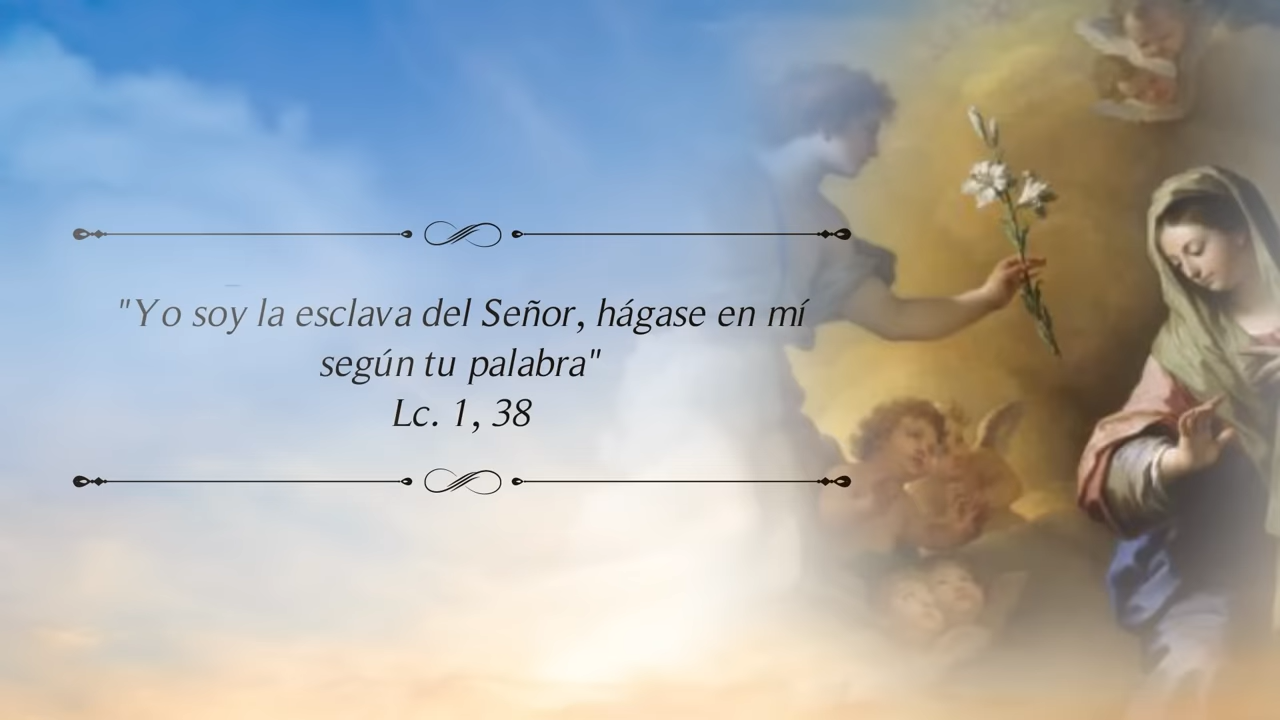 "Yo soy la esclava del Señor, hágase en mí
según tu palabra"
Lc. 1, 38